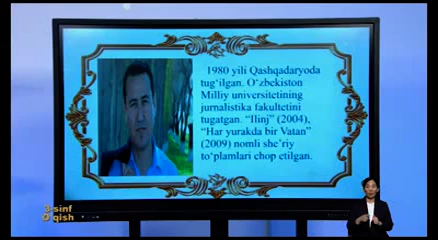 1980 yili Qashqadaryoda
tug‘ilgan. O‘zbekiston
Milliy universitetining
jurnalistika fakultetini
tugatgan. “Ilinj” (2004),
“Har yurakda bir Vatan”
(2009) nomli she’riy
to‘plamlari chop etilgan.
3-sinf
O‘qish